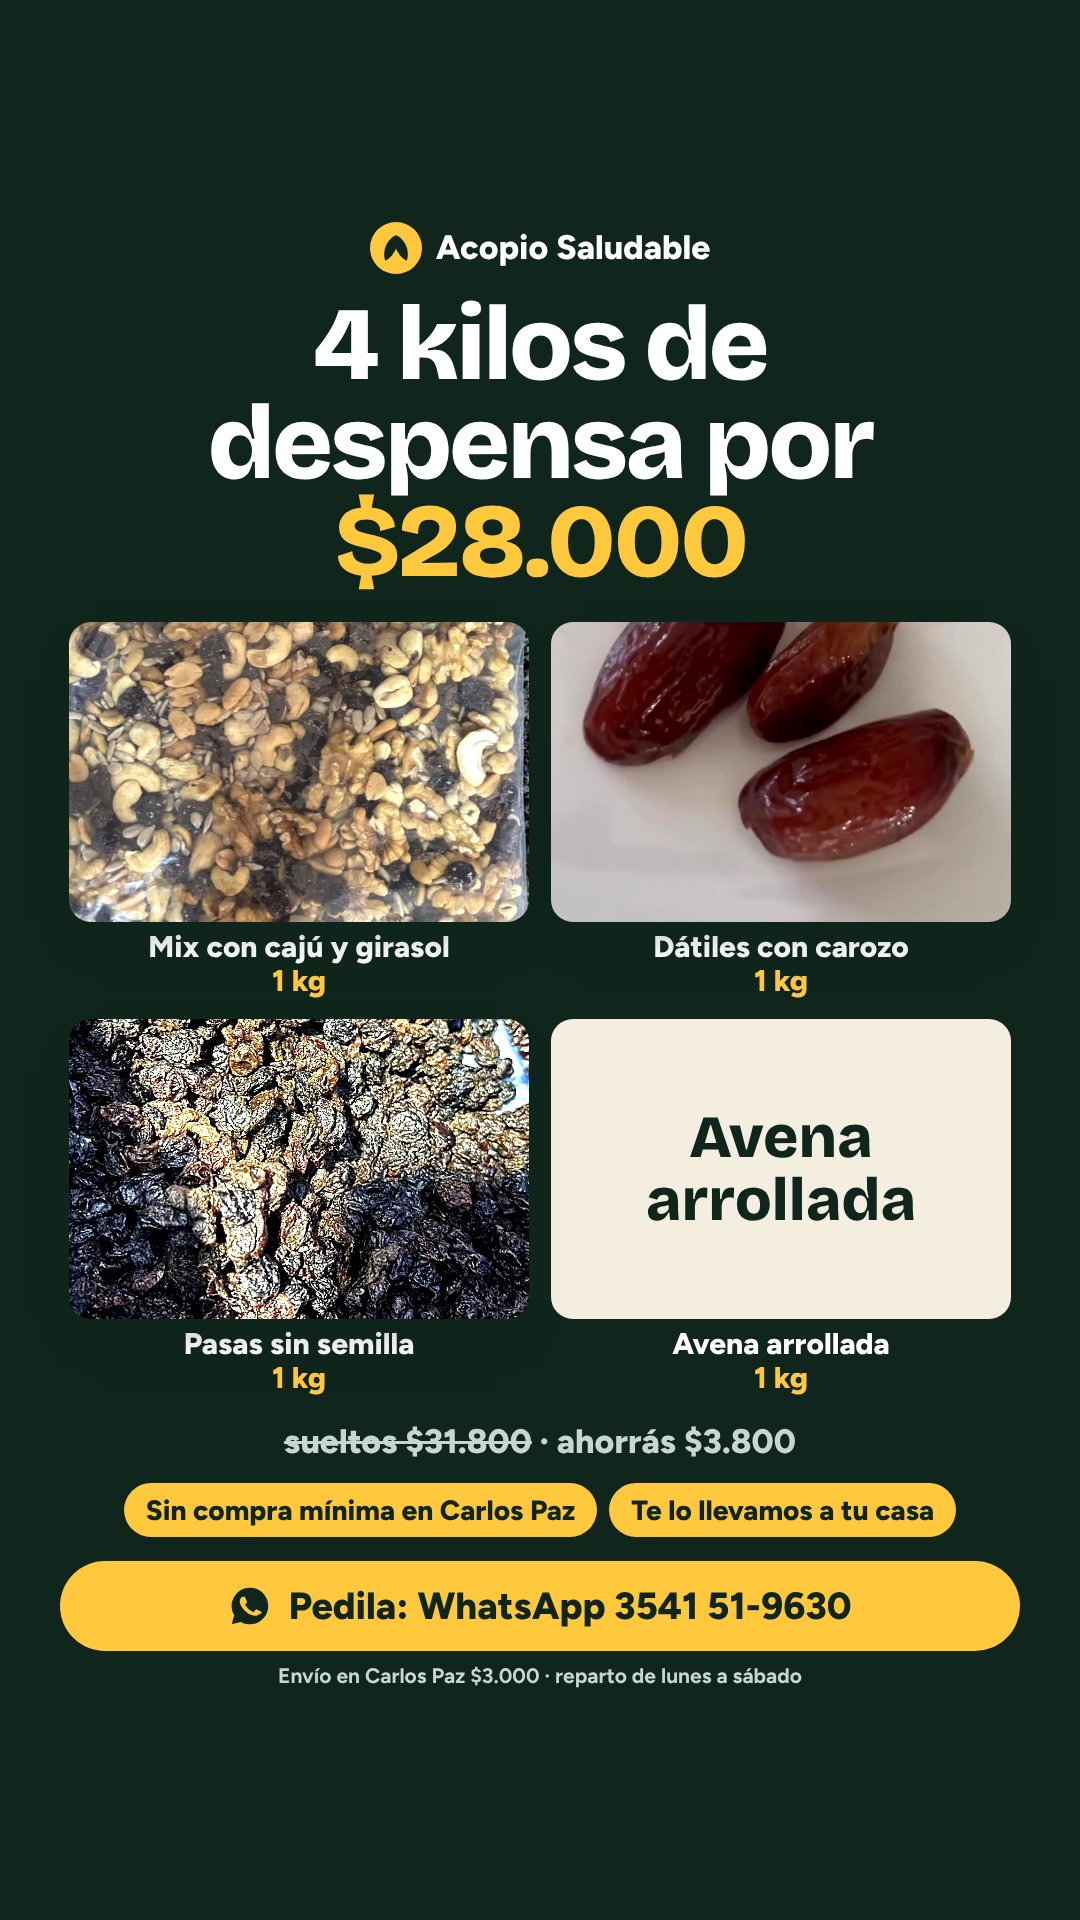 Acopio Saludable
4 kilos de
despensa por
$28.000
Mix con cajú y girasol
1 kg
Dátiles con carozo
1 kg
Avena
arrollada
Pasas sin semilla
1 kg
Avena arrollada
1 kg
sueltos $31.800 · ahorrás $3.800
Sin compra mínima en Carlos Paz
Te lo llevamos a tu casa
Pedila: WhatsApp 3541 51-9630
Envío en Carlos Paz $3.000 · reparto de lunes a sábado